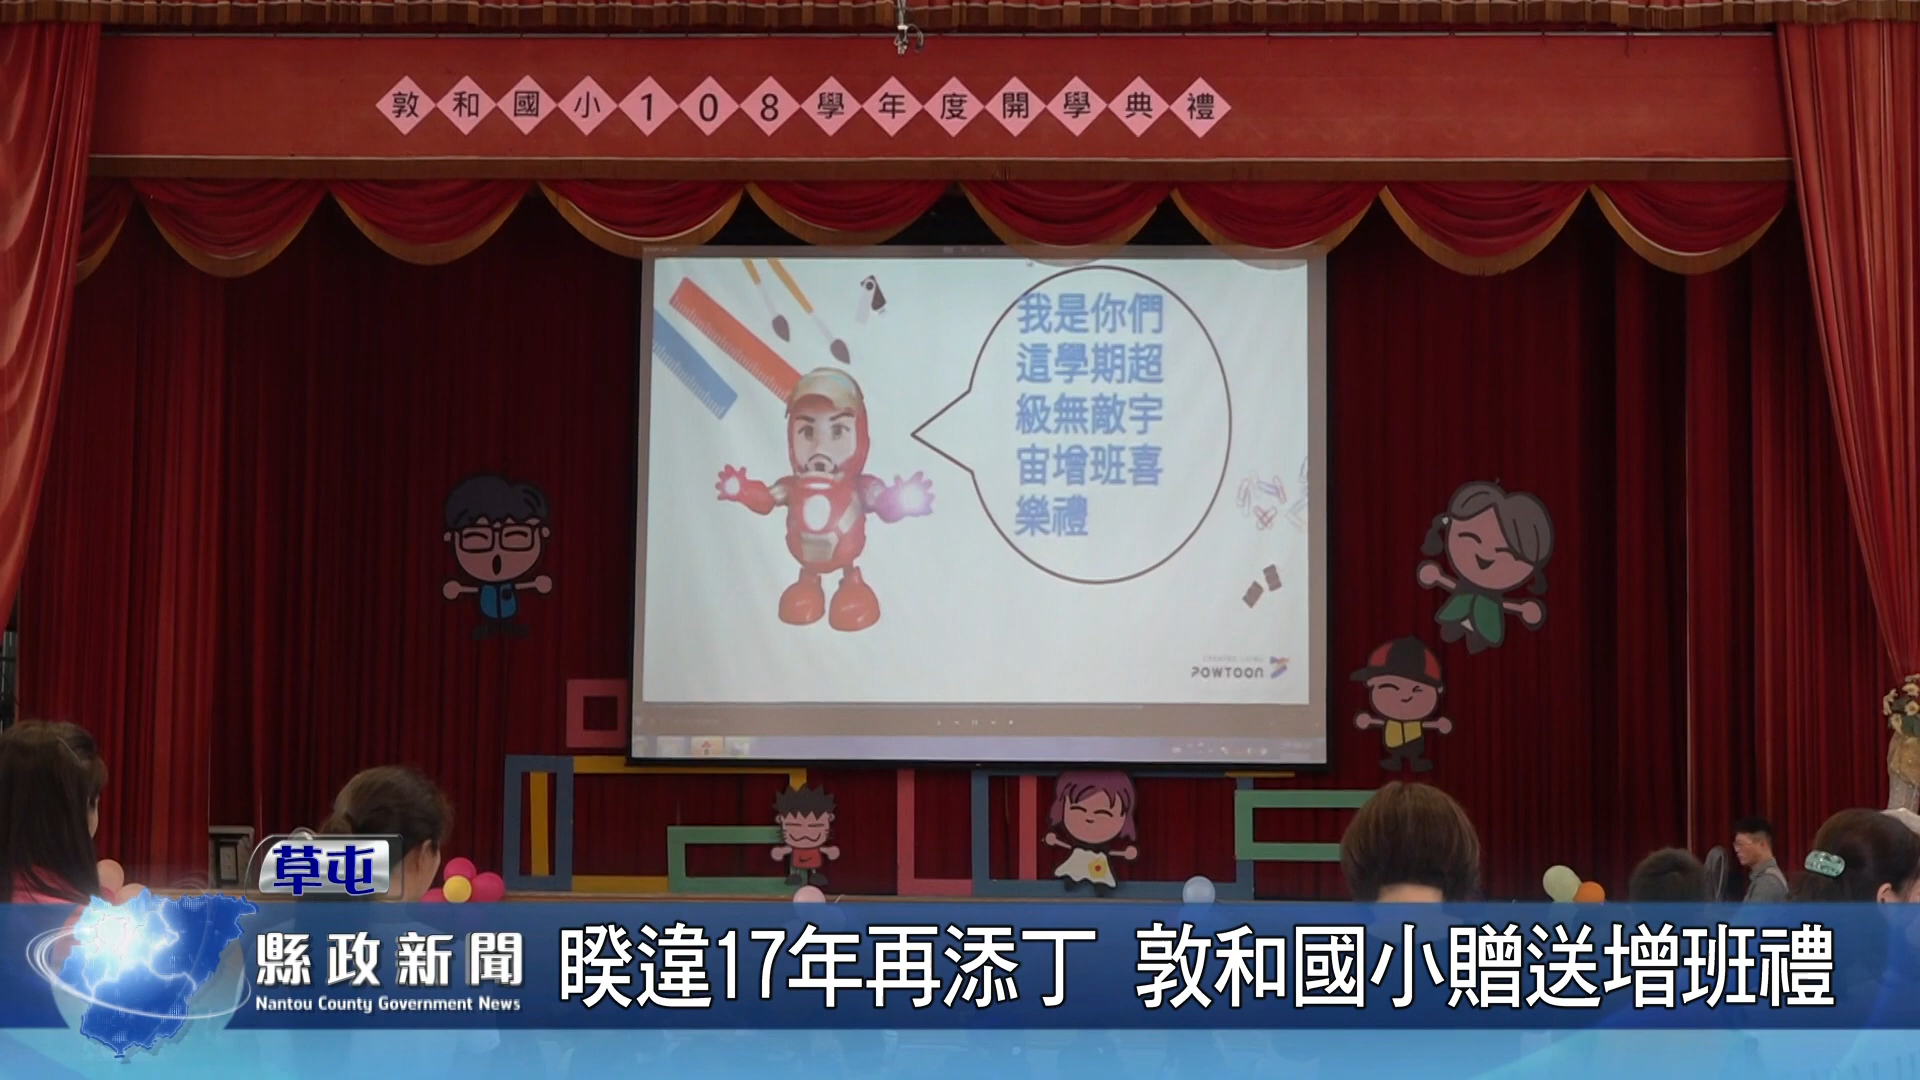 敦和國小108學年度開學典禮
我是你們
這學期超
級無敵宇
宙增班喜
樂禮
POWTOON
草屯
縣政新聞
Nantou County Government News
睽違17年再添丁 敦和國小贈送增班禮